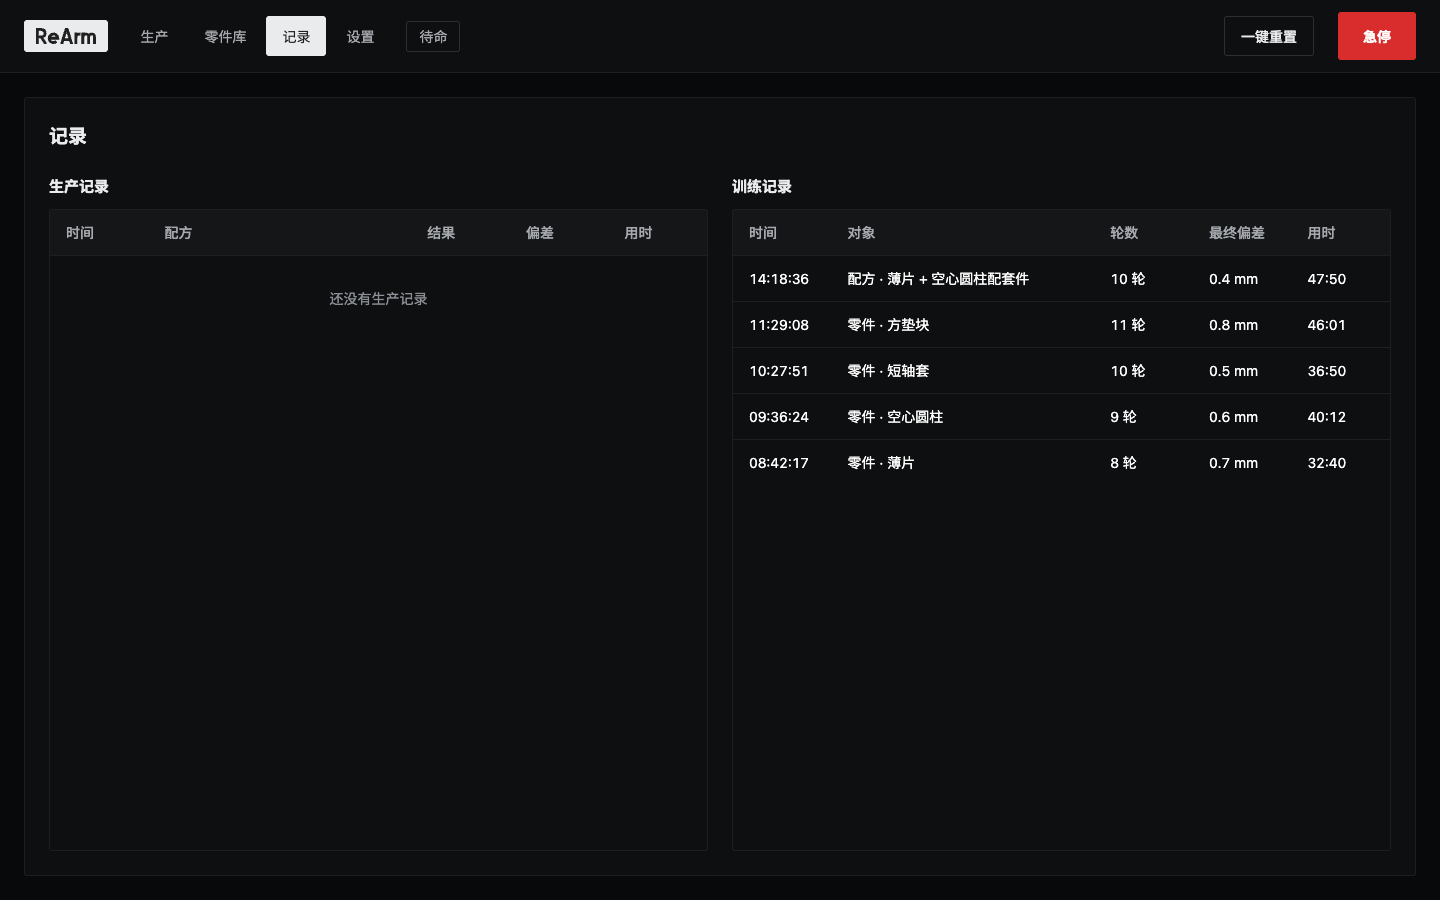 ReArm 生产 零件库 记录 设置 待命 一键重置 急停
记录
生产记录
时间 配方 结果 偏差 用时
还没有生产记录
训练记录
时间 对象 轮数 最终偏差 用时
14:18:36 配方 · 薄片 + 空心圆柱配套件 10 轮 0.4 mm 47:50
11:29:08 零件 · 方垫块 11 轮 0.8 mm 46:01
10:27:51 零件 · 短轴套 10 轮 0.5 mm 36:50
09:36:24 零件 · 空心圆柱 9 轮 0.6 mm 40:12
08:42:17 零件 · 薄片 8 轮 0.7 mm 32:40